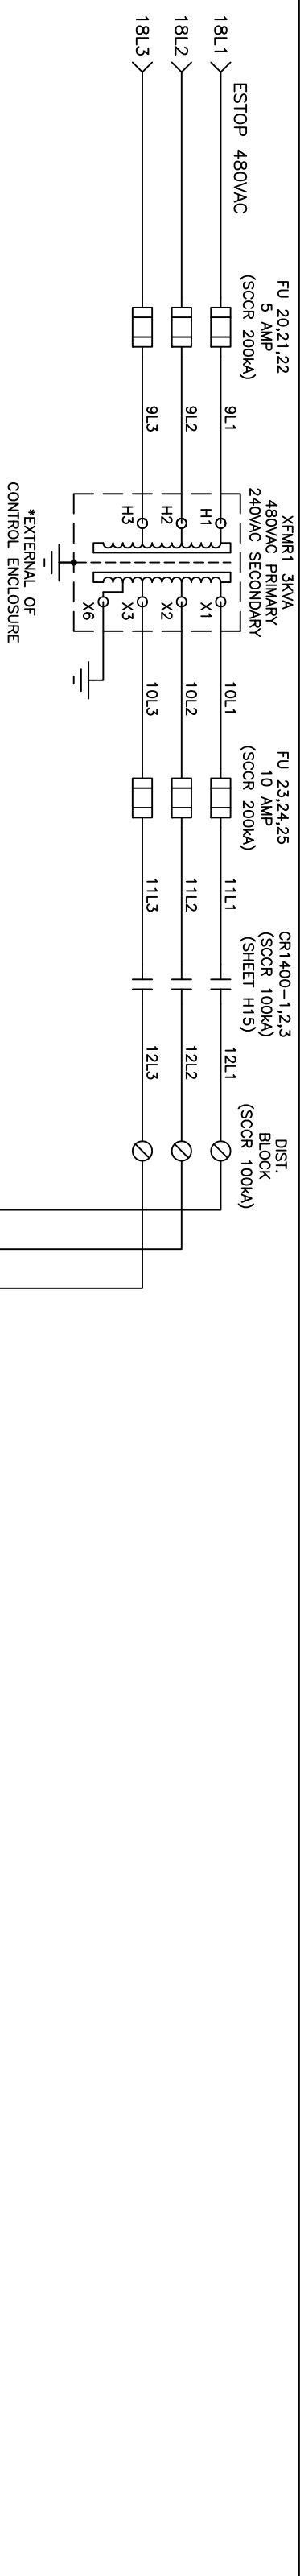 18L1
18L2
18L3
ESTOP 480VAC
FU 20,21,22
5 AMP
(SCCR 200kA)
9L1
9L2
9L3
XFMR1 3KVA
480VAC PRIMARY
240VAC SECONDARY
H1
H2
H3
X1
X2
X3
X6
*EXTERNAL OF
CONTROL ENCLOSURE
10L1
10L2
10L3
FU 23,24,25
10 AMP
(SCCR 200kA)
11L1
11L2
11L3
CR1400-1,2,3
(SCCR 100kA)
(SHEET H15)
12L1
12L2
12L3
DIST.
BLOCK
(SCCR 100kA)